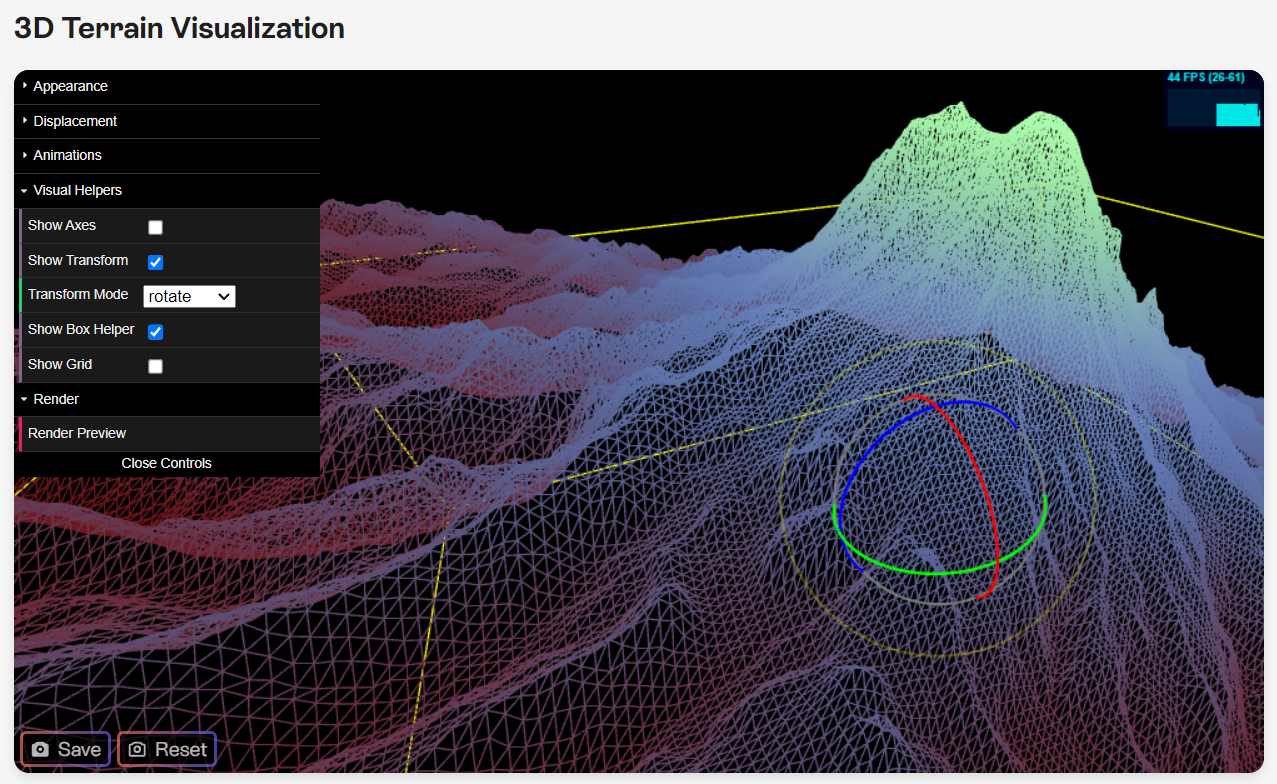 3D Terrain Visualization
Appearance
44 FPS (26-61)
Displacement
Animations
Visual Helpers
Show Axes
Show Transform
Transform Mode rotate
Show Box Helper
Show Grid
Render
Render Preview
Close Controls
Save Reset